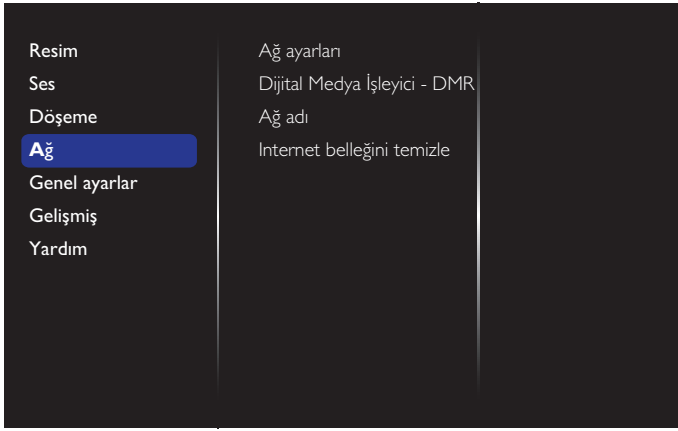 Resim
Ses
Döşeme
Ağ
Genel ayarlar
Gelişmiş
Yardım
Ağ ayarları
Dijital Medya İşleyici - DMR
Ağ adı
Internet belleğini temizle